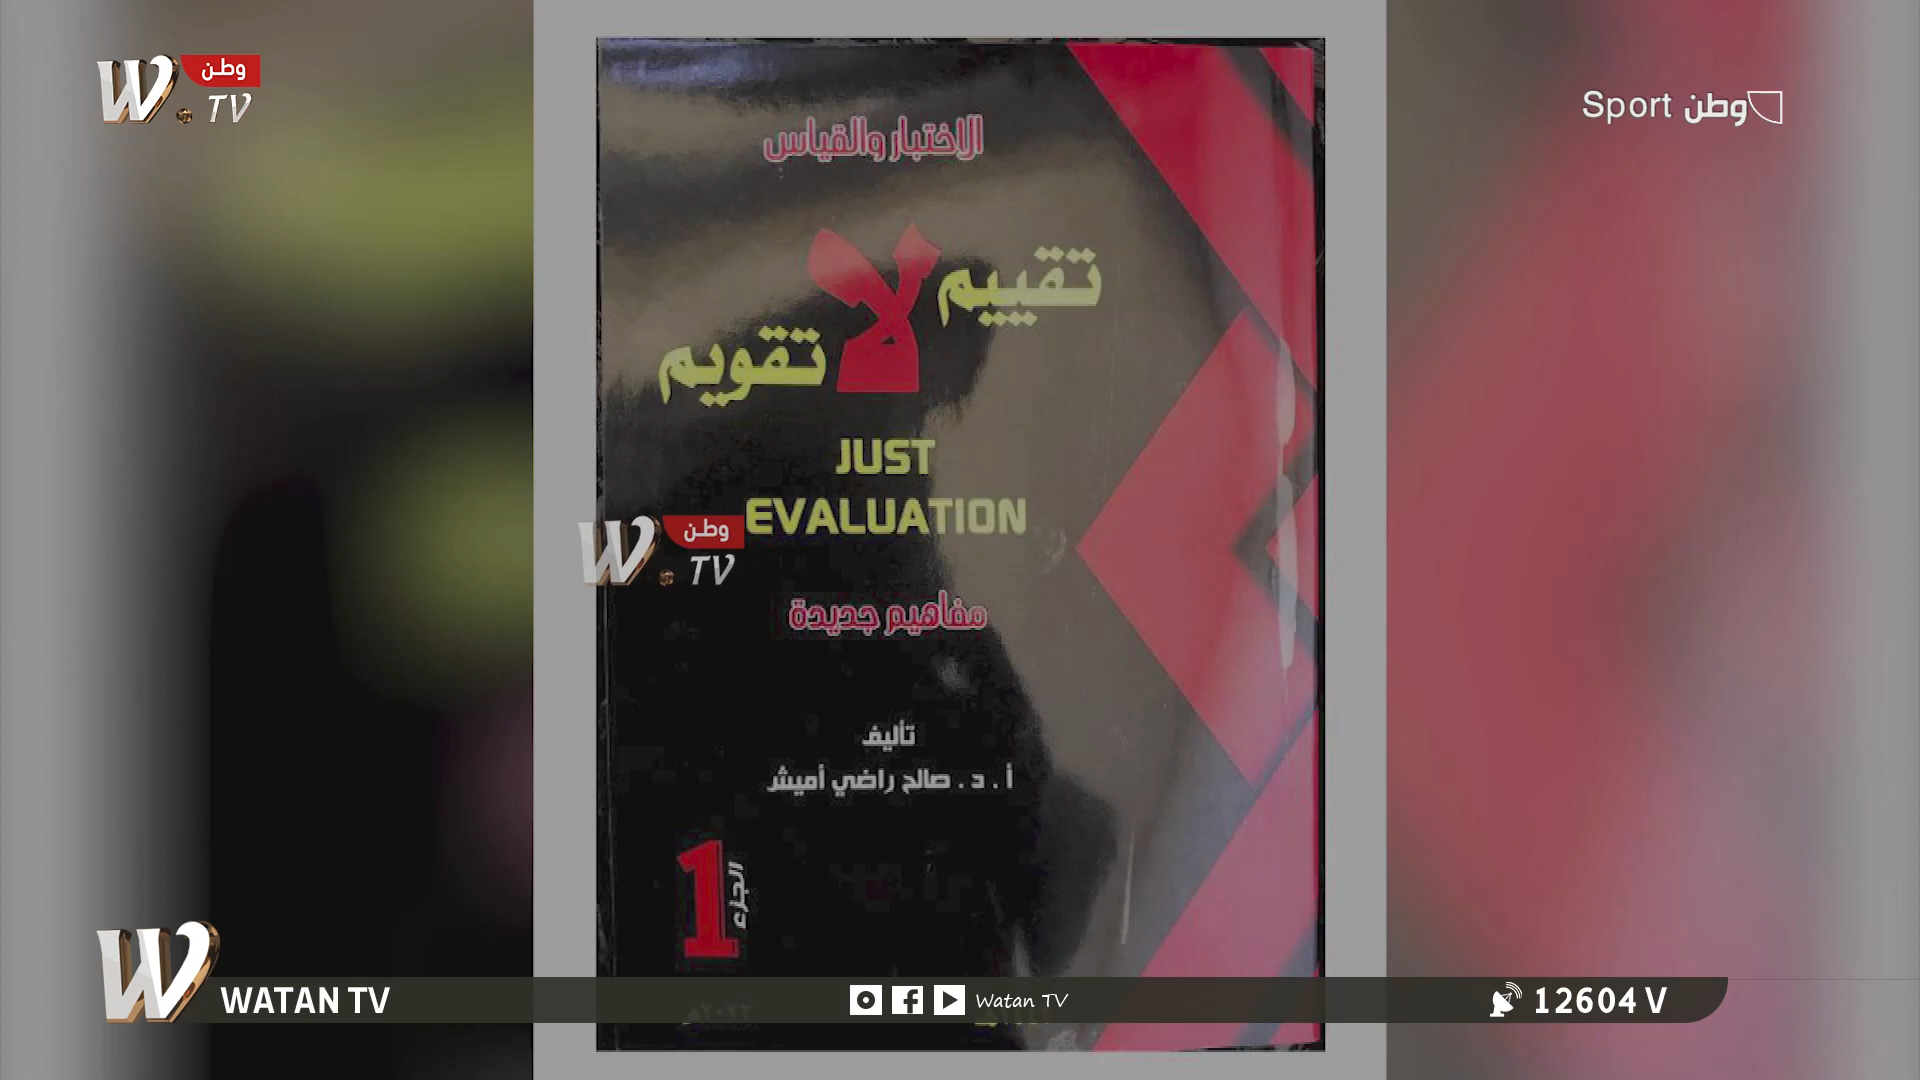 W. وطن TV
Sport وطن
الاختبار والقياس
تقييم لا تقويم
JUST
EVALUATION
W. وطن TV
مفاهيم جديدة
تأليف
أ . د . صالح راضي أميش
الجزء 1
٢٠٢٢م
W WATAN TV
Watan TV
12604 V